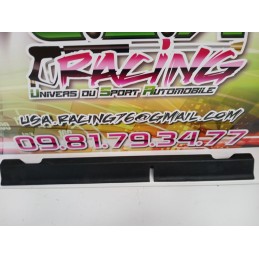 RACING
UNIVERS DU SPORT AUTOMOBILE
USA.RACING76@GMAIL.COM
09.81.79.34.77